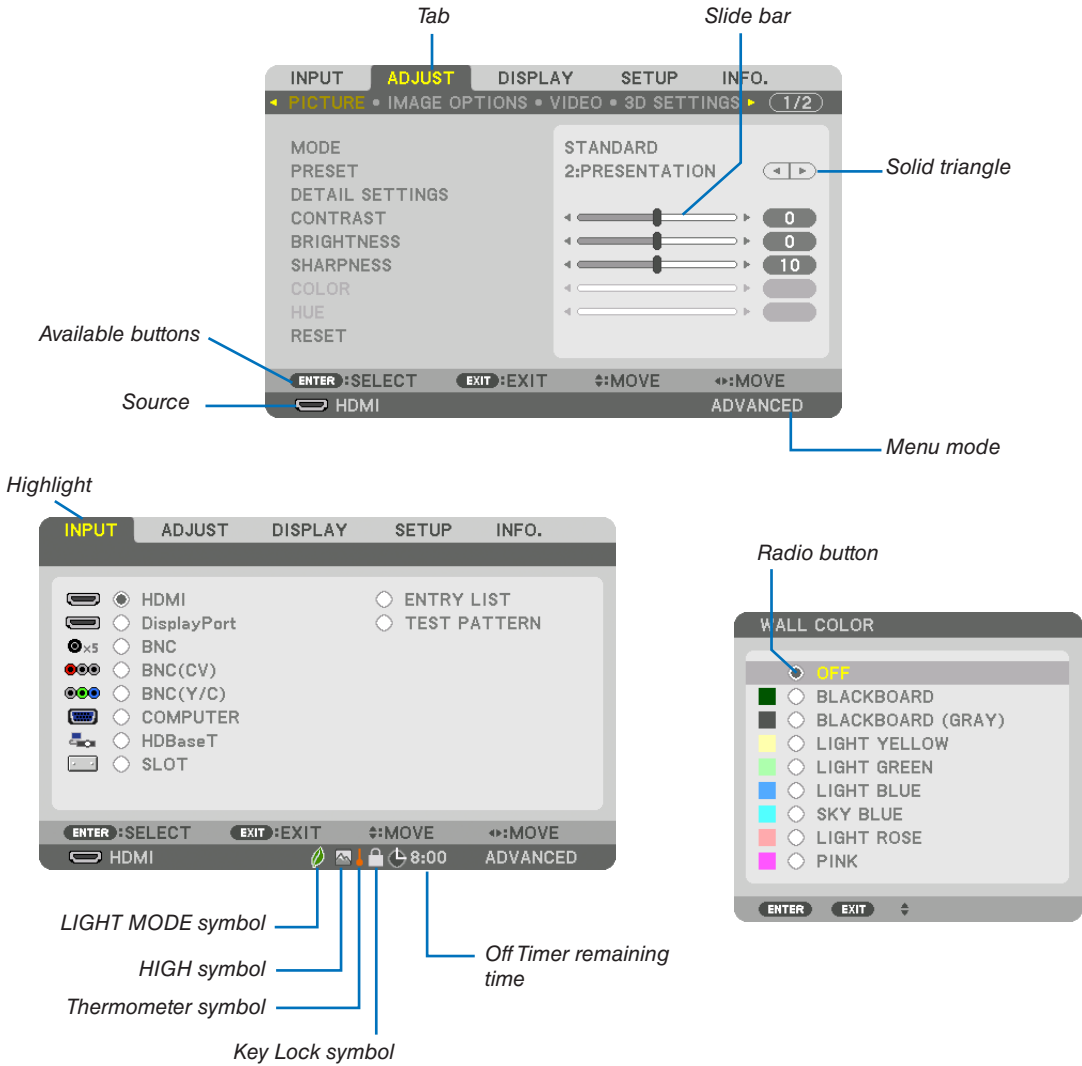 Tab
Slide bar
INPUT ADJUST DISPLAY SETUP INFO.
PICTURE • IMAGE OPTIONS • VIDEO • 3D SETTINGS 1/2
MODE STANDARD
PRESET 2:PRESENTATION
Solid triangle
DETAIL SETTINGS
CONTRAST 0
BRIGHTNESS 0
SHARPNESS 10
COLOR
HUE
RESET
Available buttons
ENTER :SELECT EXIT :EXIT :MOVE :MOVE
Source
HDMI ADVANCED
Menu mode
Highlight
INPUT ADJUST DISPLAY SETUP INFO.
HDMI ENTRY LIST
DisplayPort TEST PATTERN
×5 BNC
BNC(CV)
BNC(Y/C)
COMPUTER
HDBaseT
SLOT
ENTER :SELECT EXIT :EXIT :MOVE :MOVE
HDMI 8:00 ADVANCED
LIGHT MODE symbol
HIGH symbol
Thermometer symbol
Key Lock symbol
Off Timer remaining
time
Radio button
WALL COLOR
OFF
BLACKBOARD
BLACKBOARD (GRAY)
LIGHT YELLOW
LIGHT GREEN
LIGHT BLUE
SKY BLUE
LIGHT ROSE
PINK
ENTER EXIT